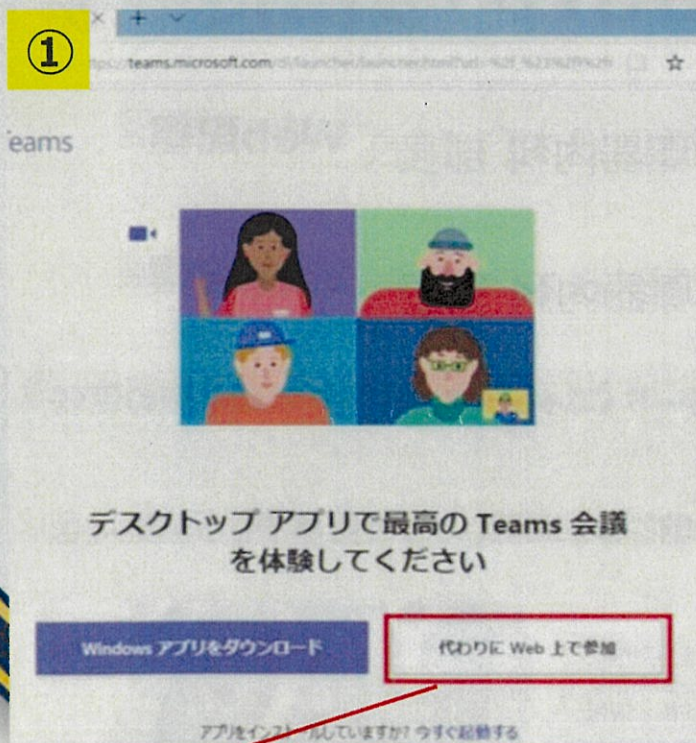 ①
teams.microsoft.com
eams
デスクトップ アプリで最高の Teams 会議
を体験してください
Windows アプリをダウンロード
代わりに Web 上で参加
アプリをインストールしていますか? 今すぐ起動する